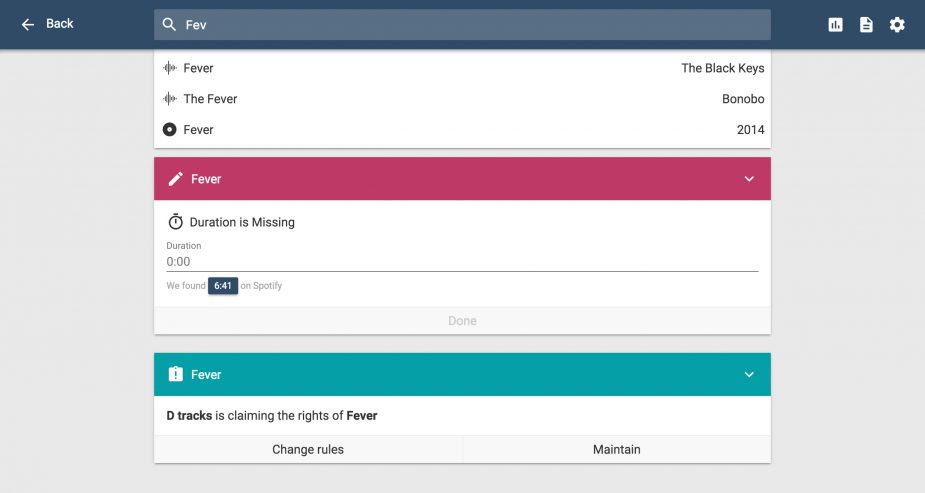 Back
Fev
Fever The Black Keys
The Fever Bonobo
Fever 2014
Fever
Duration is Missing
Duration
0:00
We found 6:41 on Spotify
Done
Fever
D tracks is claiming the rights of Fever
Change rules Maintain